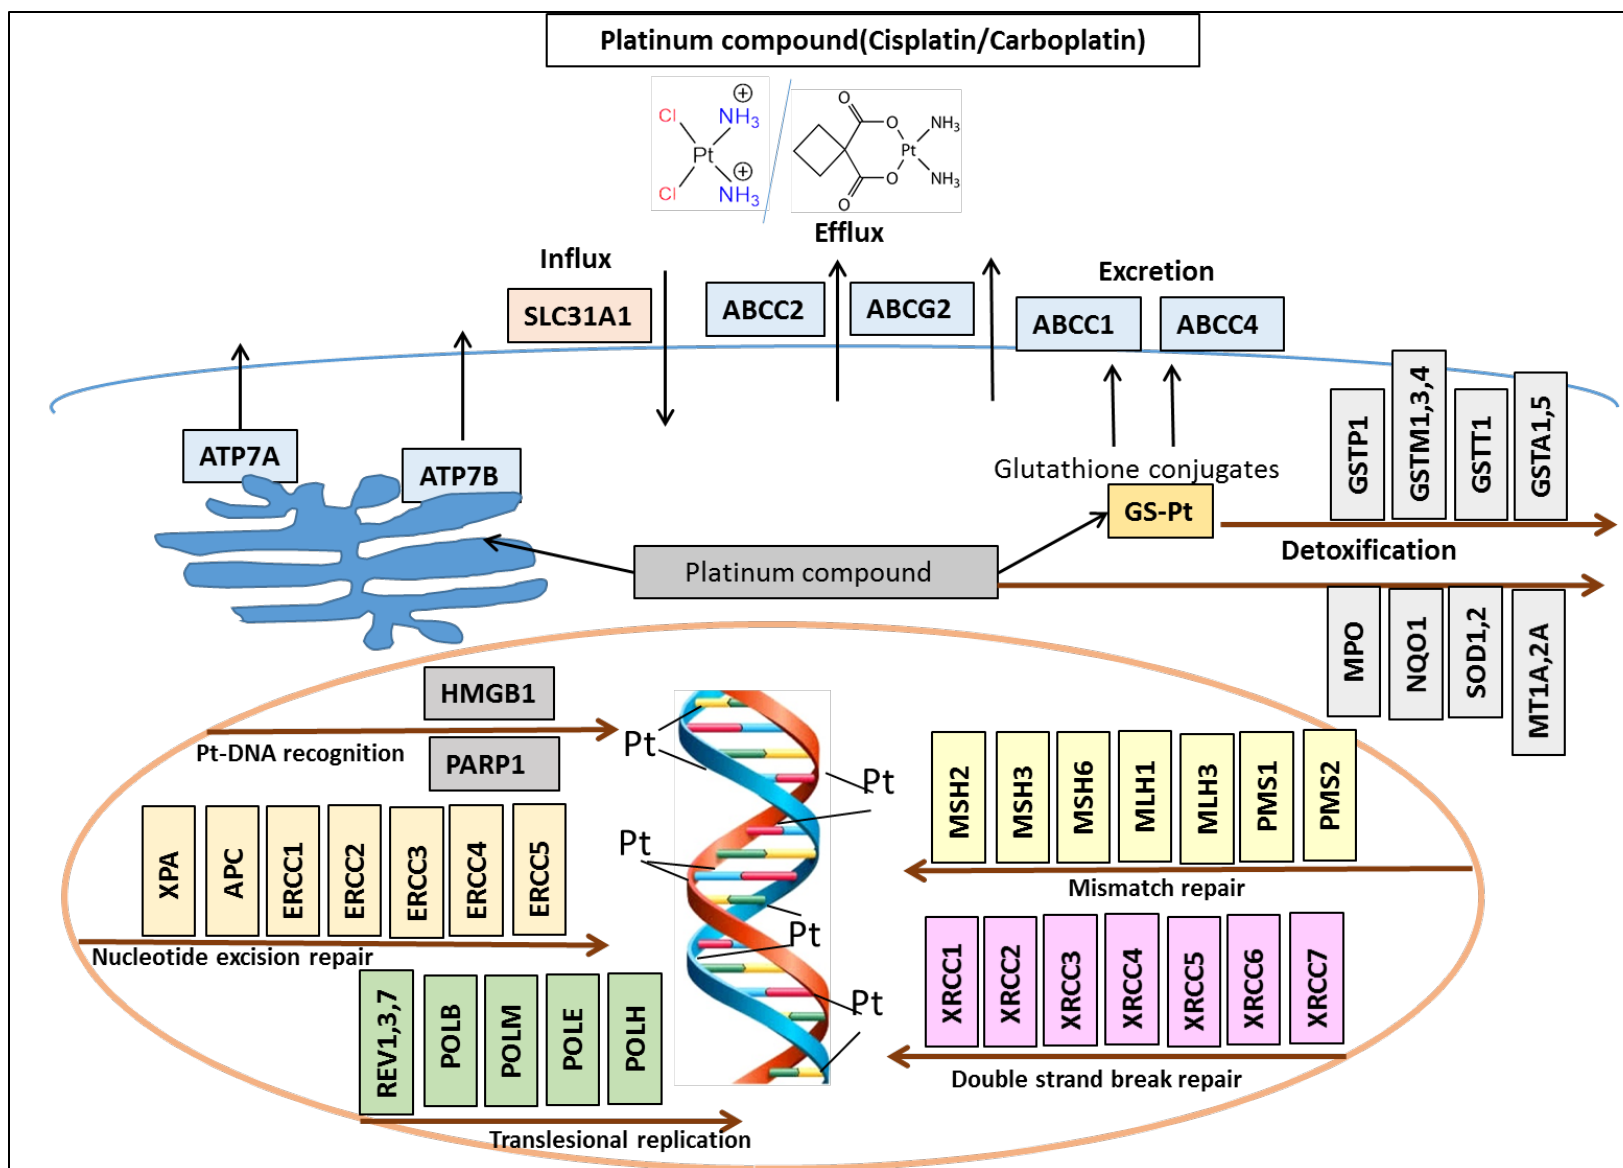 Platinum compound(Cisplatin/Carboplatin)
Cl
NH3
Pt
Cl
NH3
O
O
NH3
Pt
O
NH3
O
Efflux
Influx
Excretion
SLC31A1
ABCC2
ABCG2
ABCC1
ABCC4
ATP7A
ATP7B
Glutathione conjugates
GS-Pt
GSTP1
GSTM1,3,4
GSTT1
GSTA1,5
Detoxification
Platinum compound
MPO
NQO1
SOD1,2
MT1A,2A
HMGB1
Pt-DNA recognition
PARP1
Pt
Pt
Pt
Pt
Pt
XPA
APC
ERCC1
ERCC2
ERCC3
ERCC4
ERCC5
Nucleotide excision repair
MSH2
MSH3
MSH6
MLH1
MLH3
PMS1
PMS2
Mismatch repair
REV1,3,7
POLB
POLM
POLE
POLH
Translesional replication
XRCC1
XRCC2
XRCC3
XRCC4
XRCC5
XRCC6
XRCC7
Double strand break repair